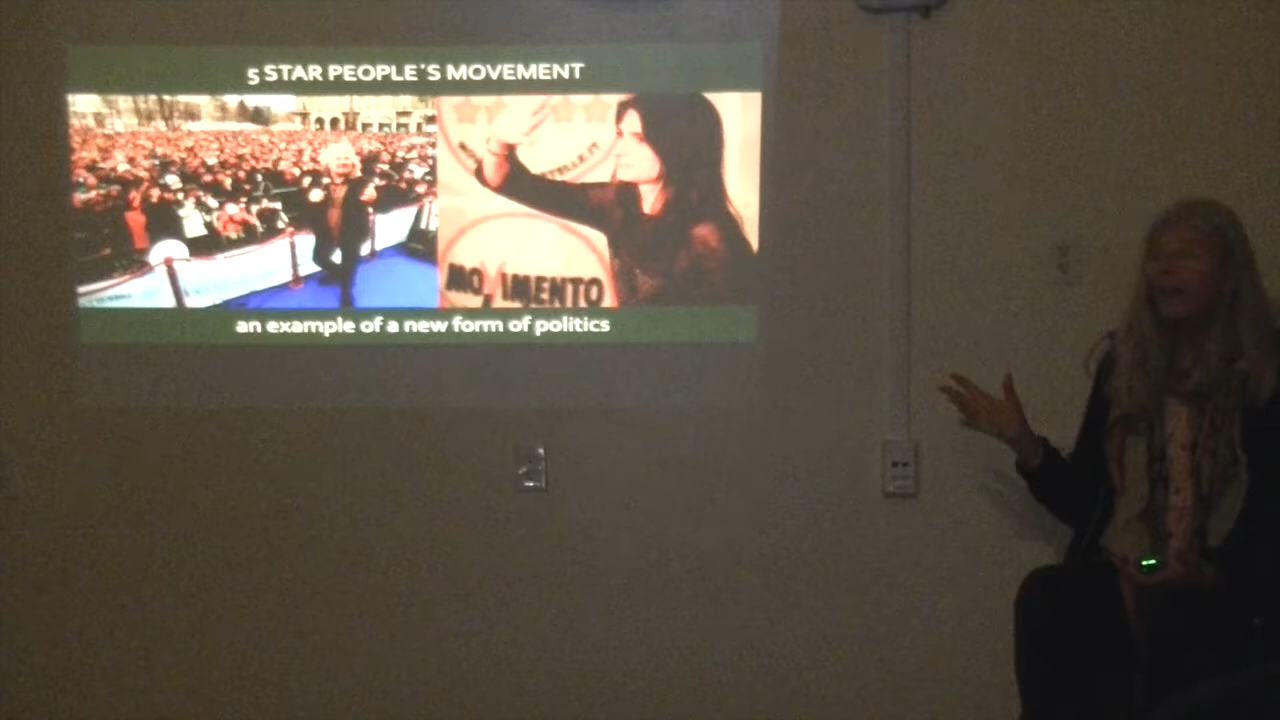 5 STAR PEOPLE'S MOVEMENT
MO IMENTO
an example of a new form of politics